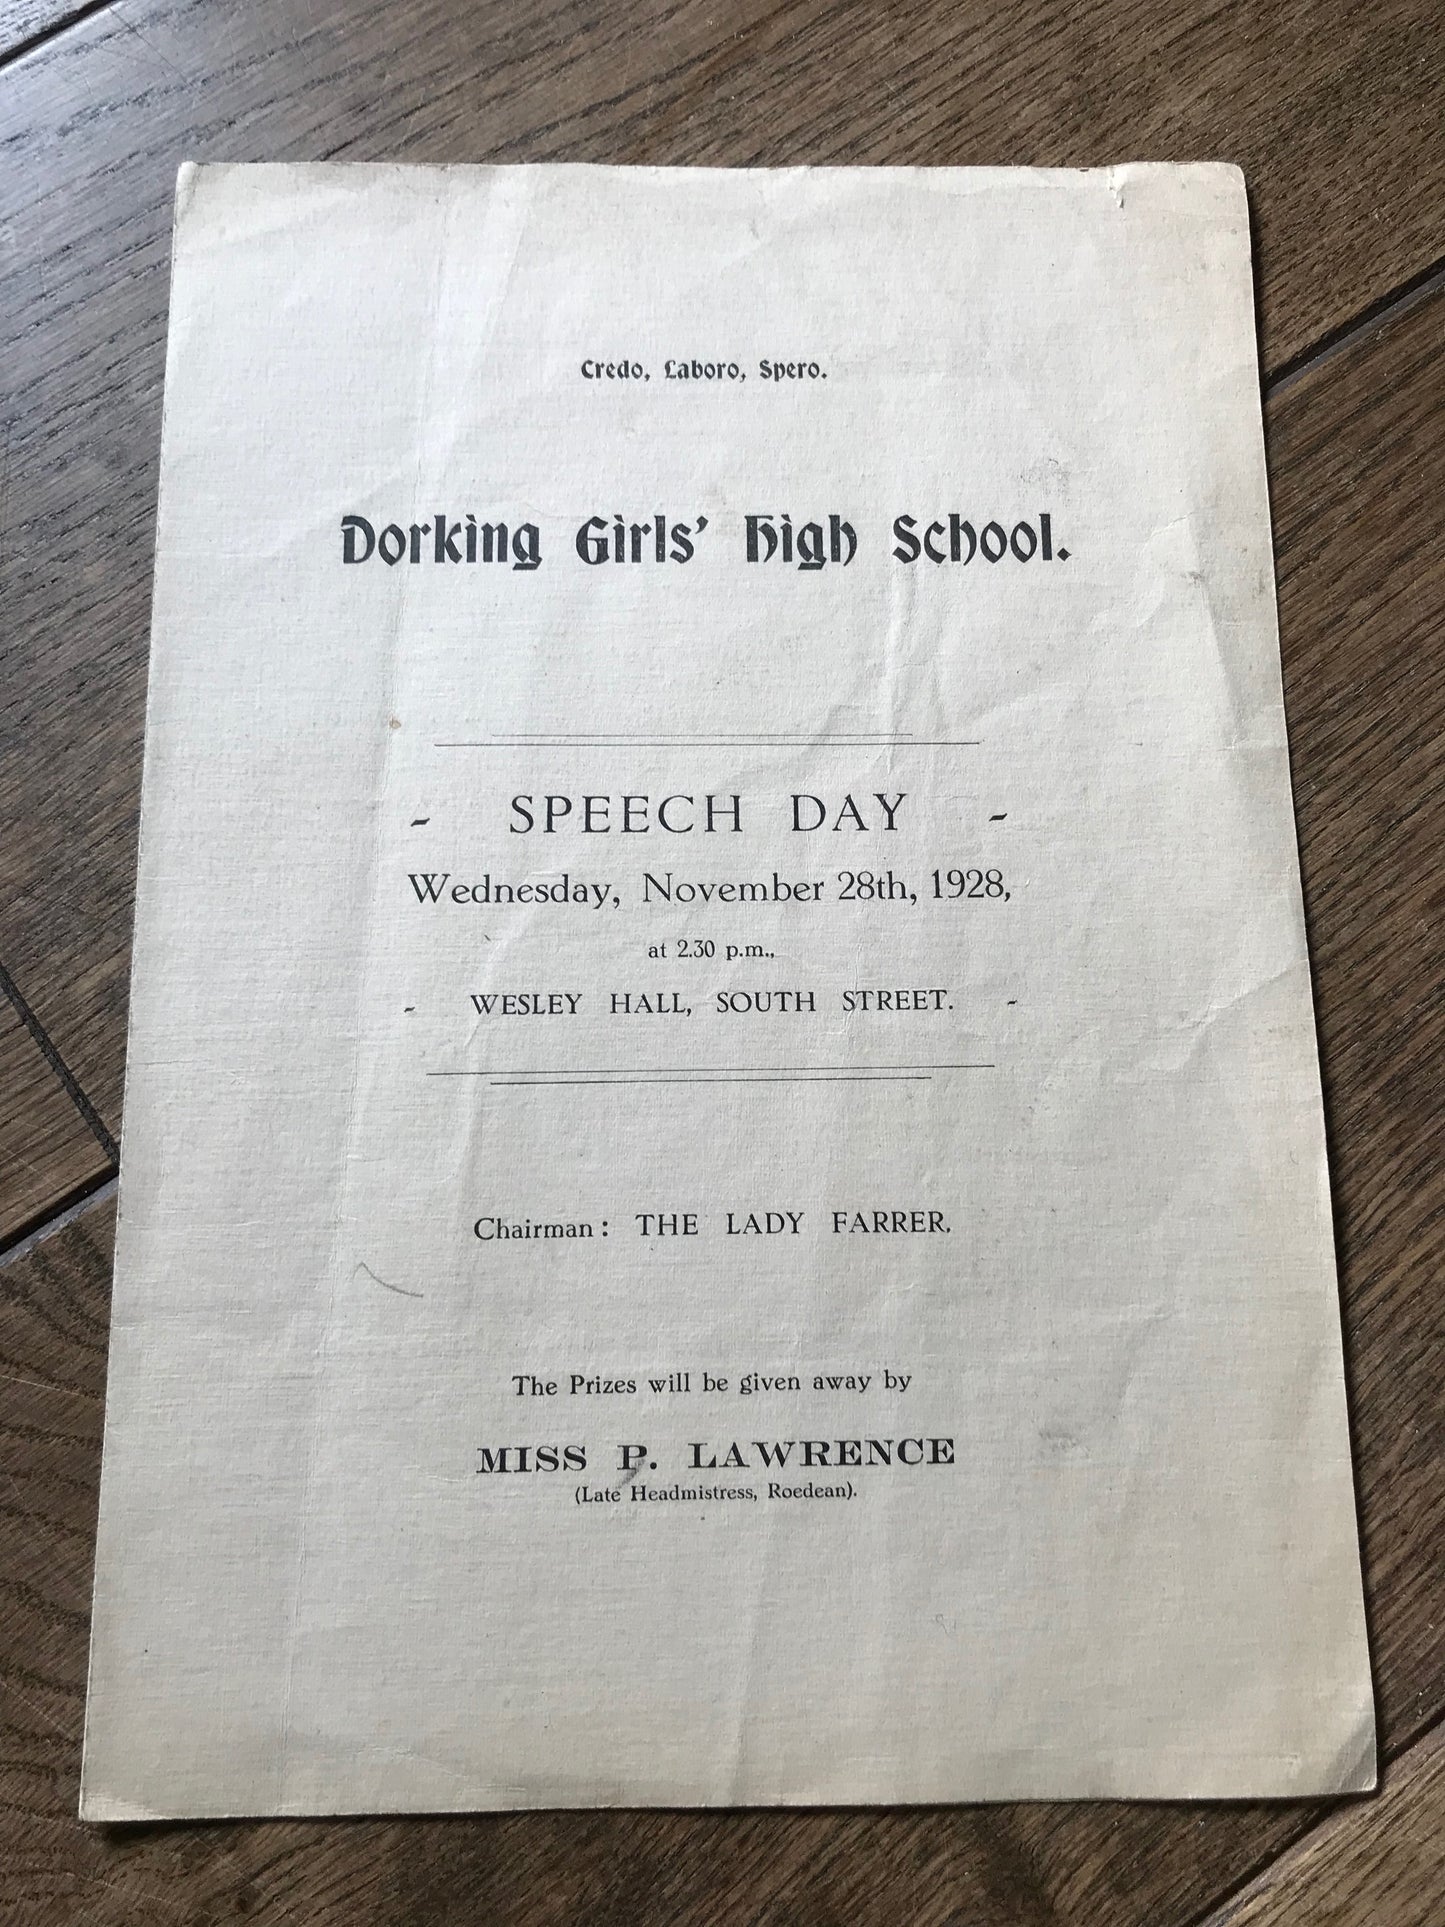 Credo, Laboro, Spero.
Dorking Girls' High School.
- SPEECH DAY -
Wednesday, November 28th, 1928,
at 2.30 p.m.,
- WESLEY HALL, SOUTH STREET. -
Chairman: THE LADY FARRER.
The Prizes will be given away by
MISS P. LAWRENCE
(Late Headmistress, Roedean).